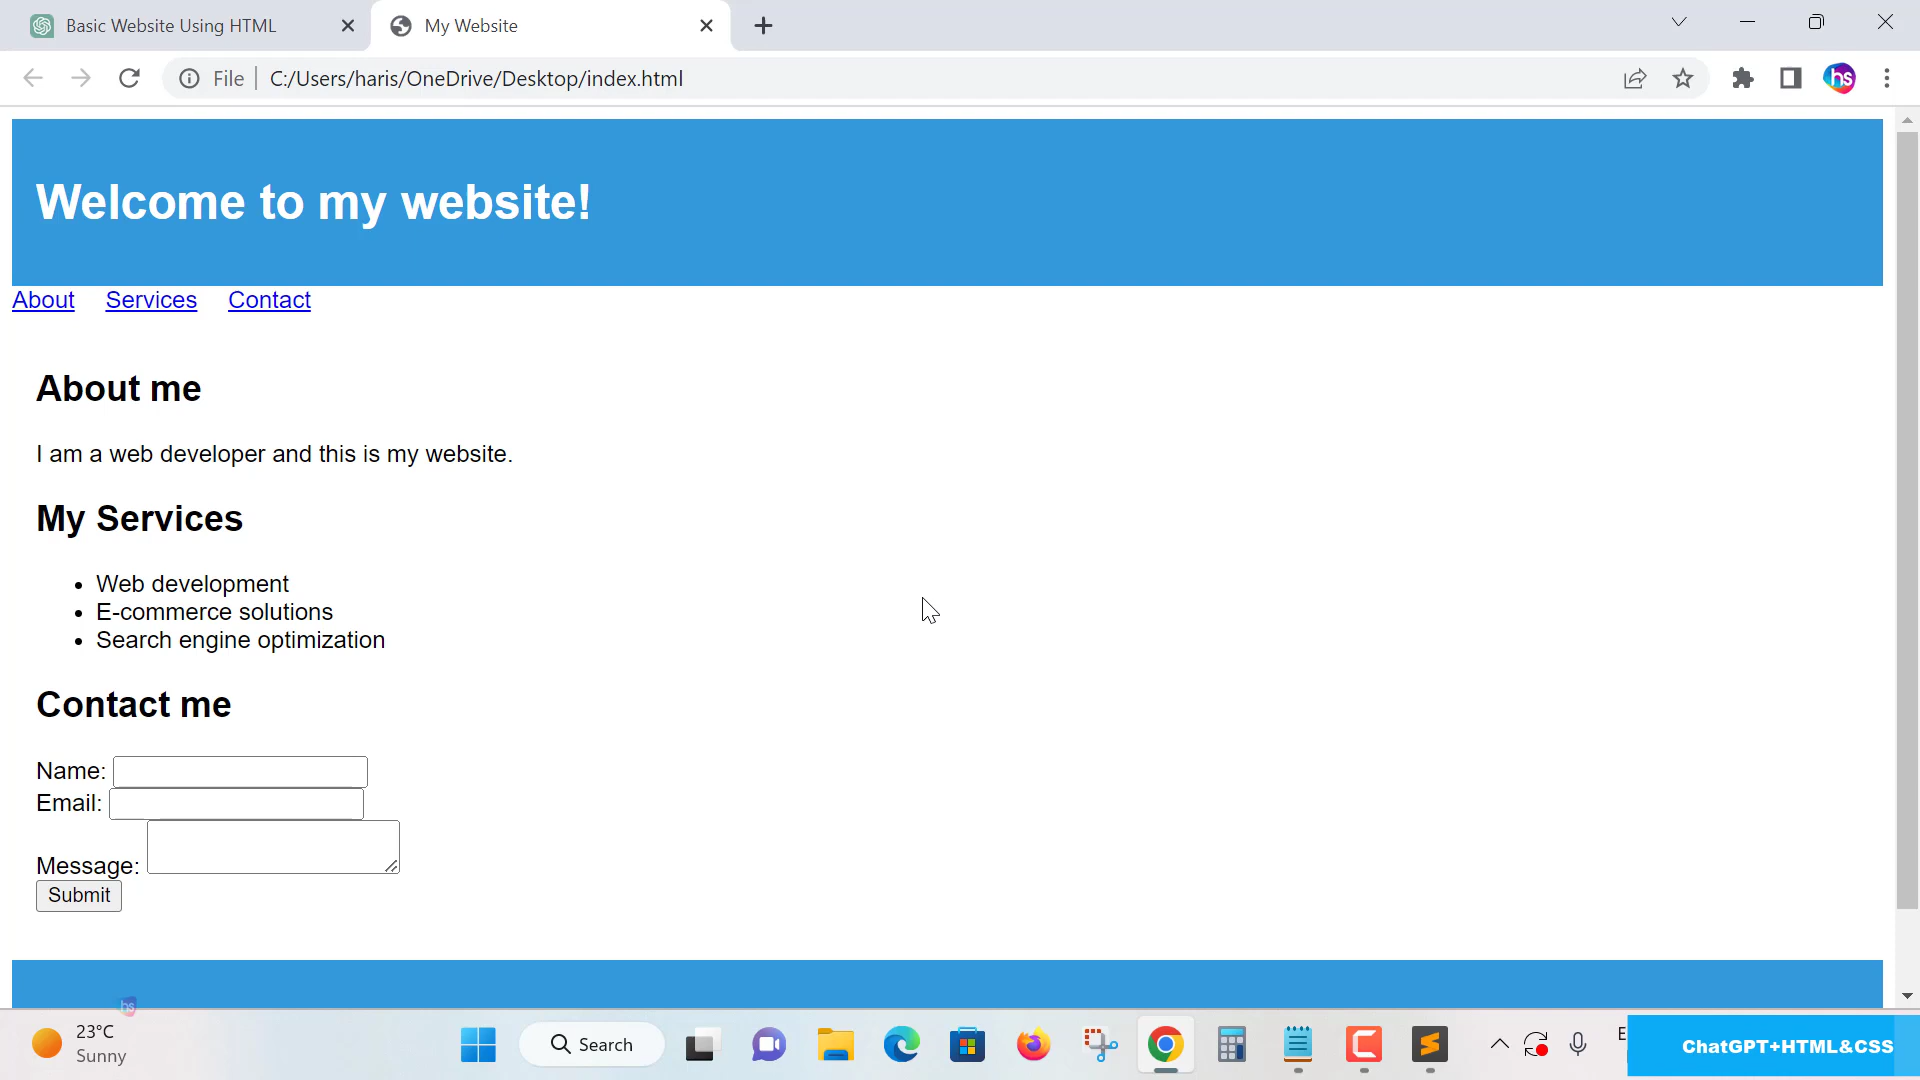 Basic Website Using HTML
My Website
File
C:/Users/haris/OneDrive/Desktop/index.html
hs
Welcome to my website!
About Services Contact
About me
I am a web developer and this is my website.
My Services
• Web development
• E-commerce solutions
• Search engine optimization
Contact me
Name:
Email:
Message:
Submit
hs
23°C
Sunny
Search
ChatGPT+HTML&CSS